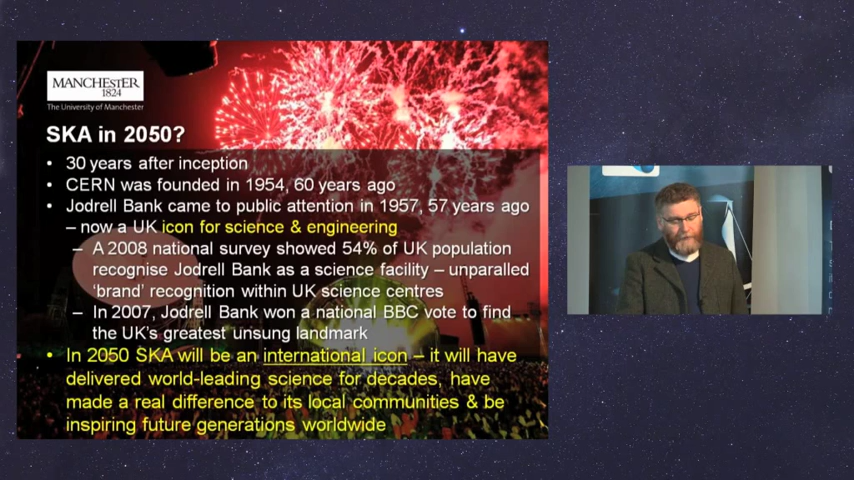 MANCHESTER
1824
The University of Manchester
SKA in 2050?
• 30 years after inception
• CERN was founded in 1954, 60 years ago
• Jodrell Bank came to public attention in 1957, 57 years ago
– now a UK icon for science & engineering
– A 2008 national survey showed 54% of UK population
recognise Jodrell Bank as a science facility – unparalled
'brand' recognition within UK science centres
– In 2007, Jodrell Bank won a national BBC vote to find
the UK's greatest unsung landmark
• In 2050 SKA will be an international icon – it will have
delivered world-leading science for decades, have
made a real difference to its local communities & be
inspiring future generations worldwide